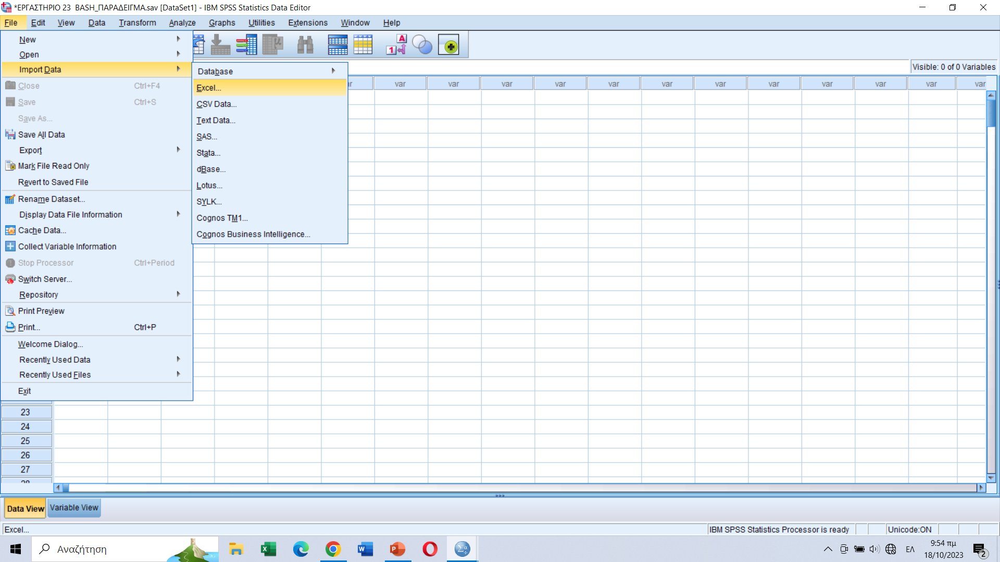 *ΕΡΓΑΣΤΗΡΙΟ 23  BASH_ΠΑΡΑΔΕΙΓΜΑ.sav [DataSet1] - IBM SPSS Statistics Data Editor
File Edit View Data Transform Analyze Graphs Utilities Extensions Window Help
New
Open
Import Data
Close Ctrl+F4
Save Ctrl+S
Save As...
Save All Data
Export
Mark File Read Only
Revert to Saved File
Rename Dataset...
Display Data File Information
Cache Data...
Collect Variable Information
Stop Processor Ctrl+Period
Switch Server...
Repository
Print Preview
Print... Ctrl+P
Welcome Dialog...
Recently Used Data
Recently Used Files
Exit
Database
Excel...
CSV Data...
Text Data...
SAS...
Stata...
dBase...
Lotus...
SYLK...
Cognos TM1...
Cognos Business Intelligence...
Visible: 0 of 0 Variables
var var var var var var var var var var var var
23
24
25
26
27
Data View Variable View
Excel... IBM SPSS Statistics Processor is ready Unicode:ON
Αναζήτηση
ΕΛ
9:54 πμ
18/10/2023
2